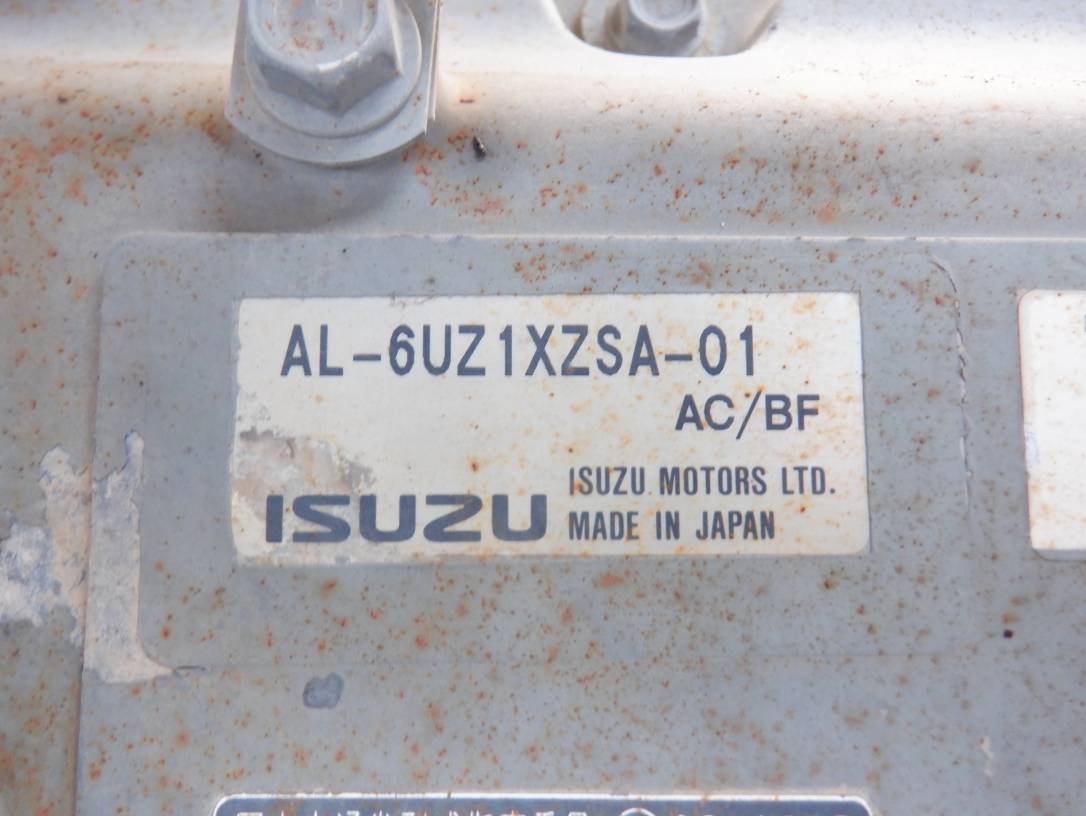 AL-6UZ1XZSA-01
AC/BF
ISUZU
ISUZU MOTORS LTD.
MADE IN JAPAN